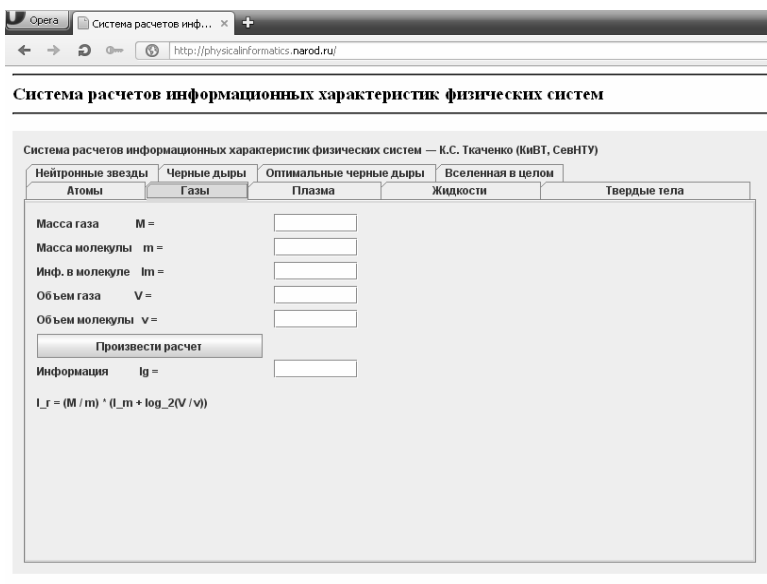 Opera Система расчетов инф... × +
http://physicalinformatics.narod.ru/
Система расчетов информационных характеристик физических систем
Система расчетов информационных характеристик физических систем — К.С. Ткаченко (КиВТ, СевНТУ)
Нейтронные звезды Черные дыры Оптимальные черные дыры Вселенная в целом
Атомы Газы Плазма Жидкости Твердые тела
Масса газа M =
Масса молекулы m =
Инф. в молекуле Im =
Объем газа V =
Объем молекулы v =
Произвести расчет
Информация Ig =
I_r = (M / m) * (I_m + log_2(V / v))